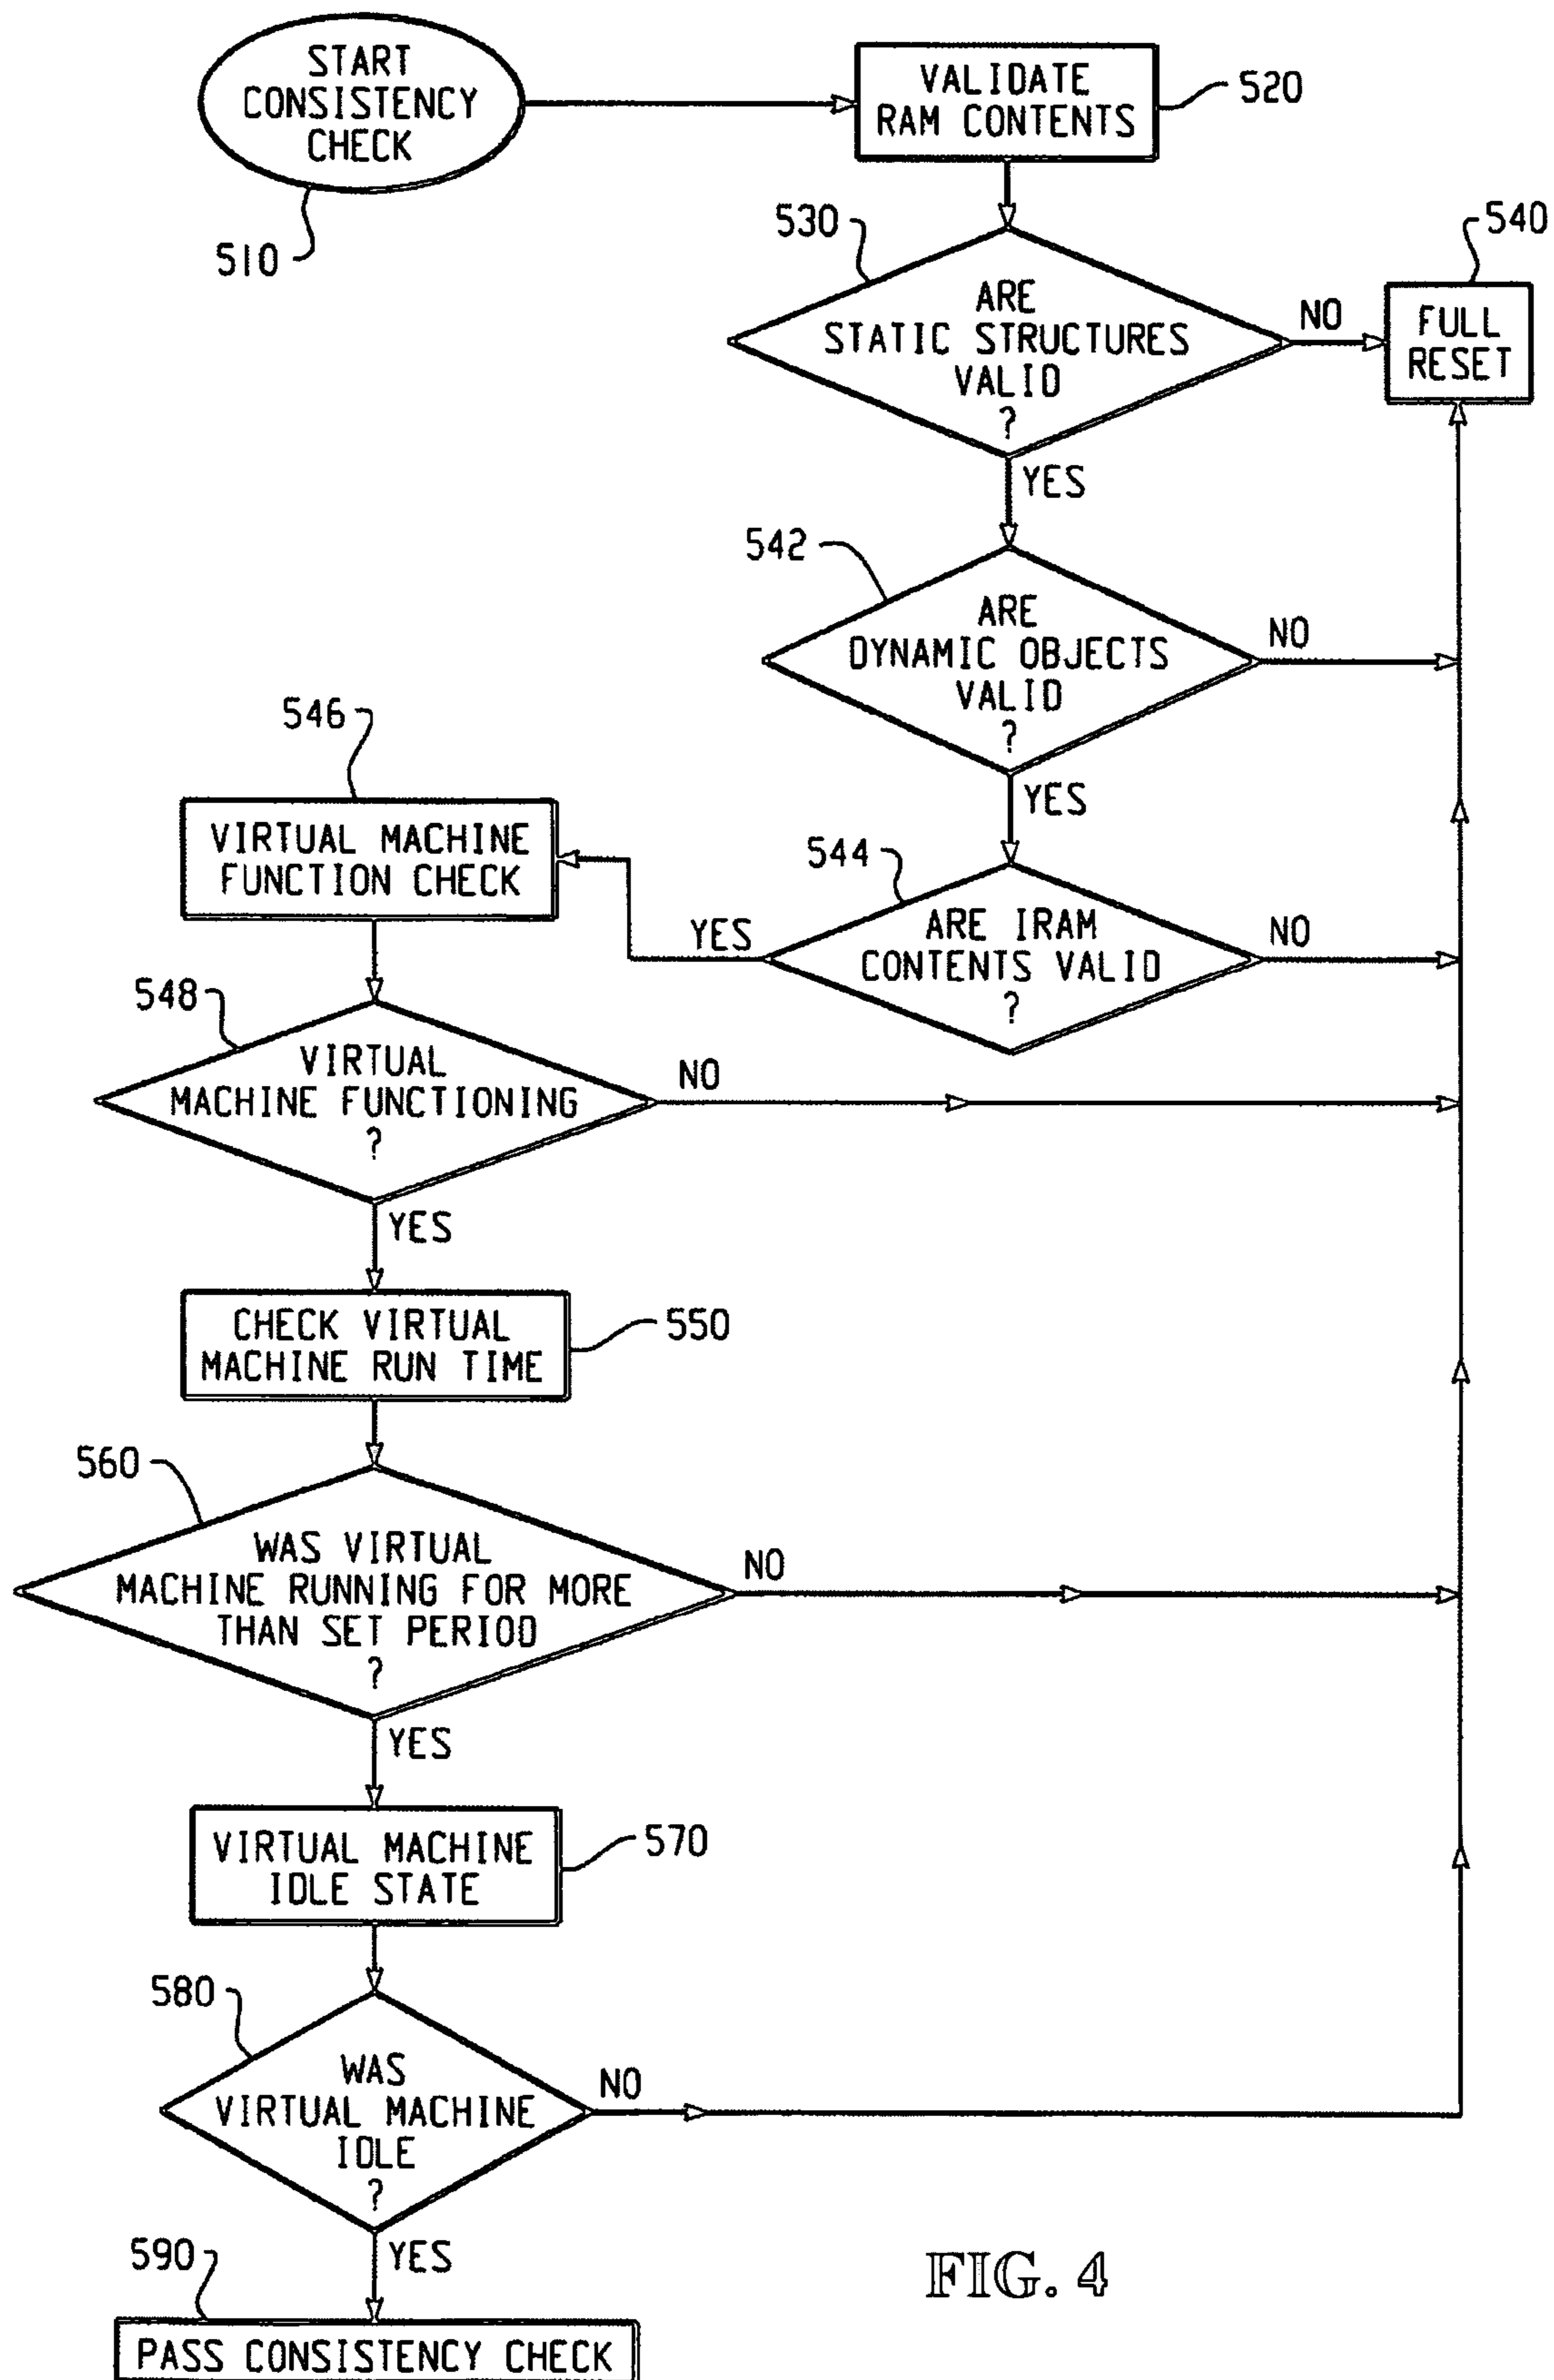 START
CONSISTENCY
CHECK
510
VALIDATE
RAM CONTENTS
520
530
ARE
STATIC STRUCTURES
VALID
?
NO
540
FULL
RESET
YES
542
ARE
DYNAMIC OBJECTS
VALID
?
NO
YES
544
ARE IRAM
CONTENTS VALID
?
NO
YES
546
VIRTUAL MACHINE
FUNCTION CHECK
548
VIRTUAL
MACHINE FUNCTIONING
?
NO
YES
CHECK VIRTUAL
MACHINE RUN TIME
550
560
WAS VIRTUAL
MACHINE RUNNING FOR MORE
THAN SET PERIOD
?
NO
YES
VIRTUAL MACHINE
IDLE STATE
570
580
WAS
VIRTUAL MACHINE
IDLE
?
NO
YES
590
PASS CONSISTENCY CHECK
FIG. 4